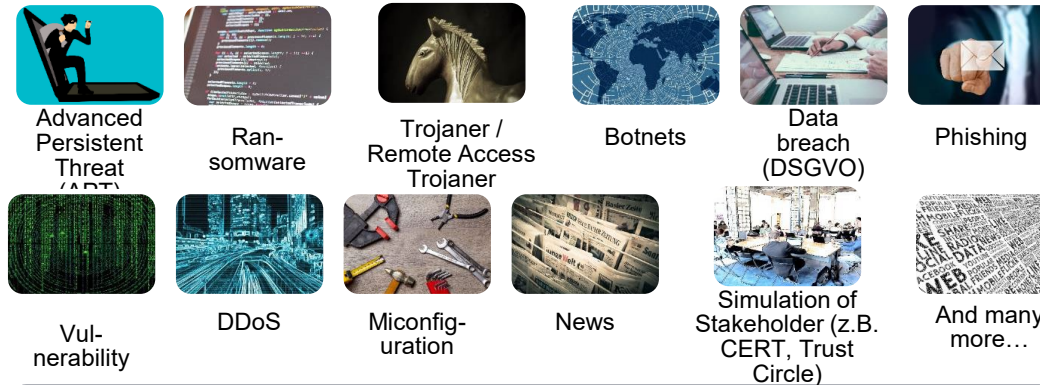 Advanced
Persistent
Threat
(APT)
Ran-
somware
Trojaner /
Remote Access
Trojaner
Botnets
Data
breach
(DSGVO)
Phishing
Vul-
nerability
DDoS
Miconfig-
uration
News
Simulation of
Stakeholder (z.B.
CERT, Trust
Circle)
And many
more…